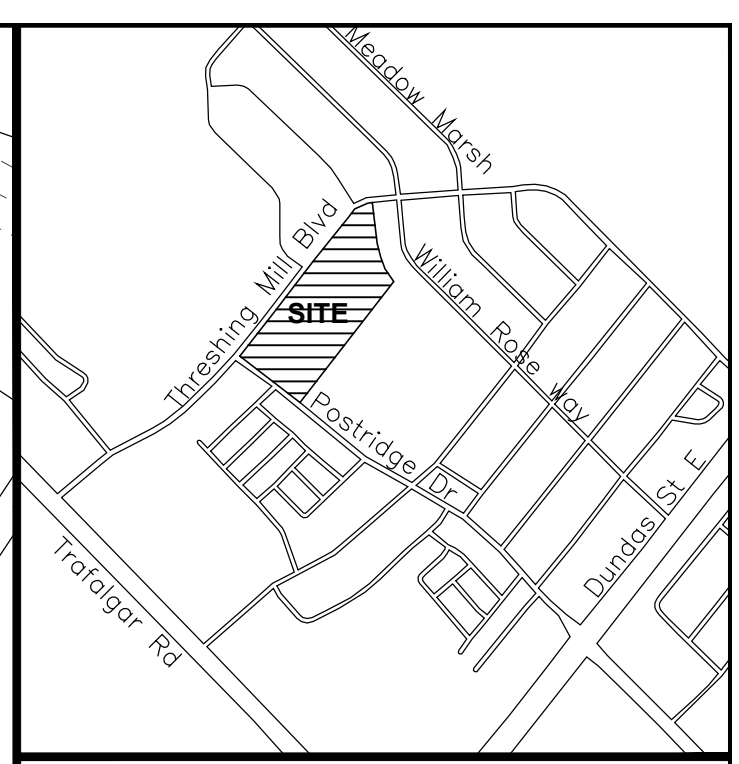 Meadow Marsh
Threshing Mill Blvd
SITE
William Rose way
Postridge Dr
Dundas St E
Trafalgar Rd